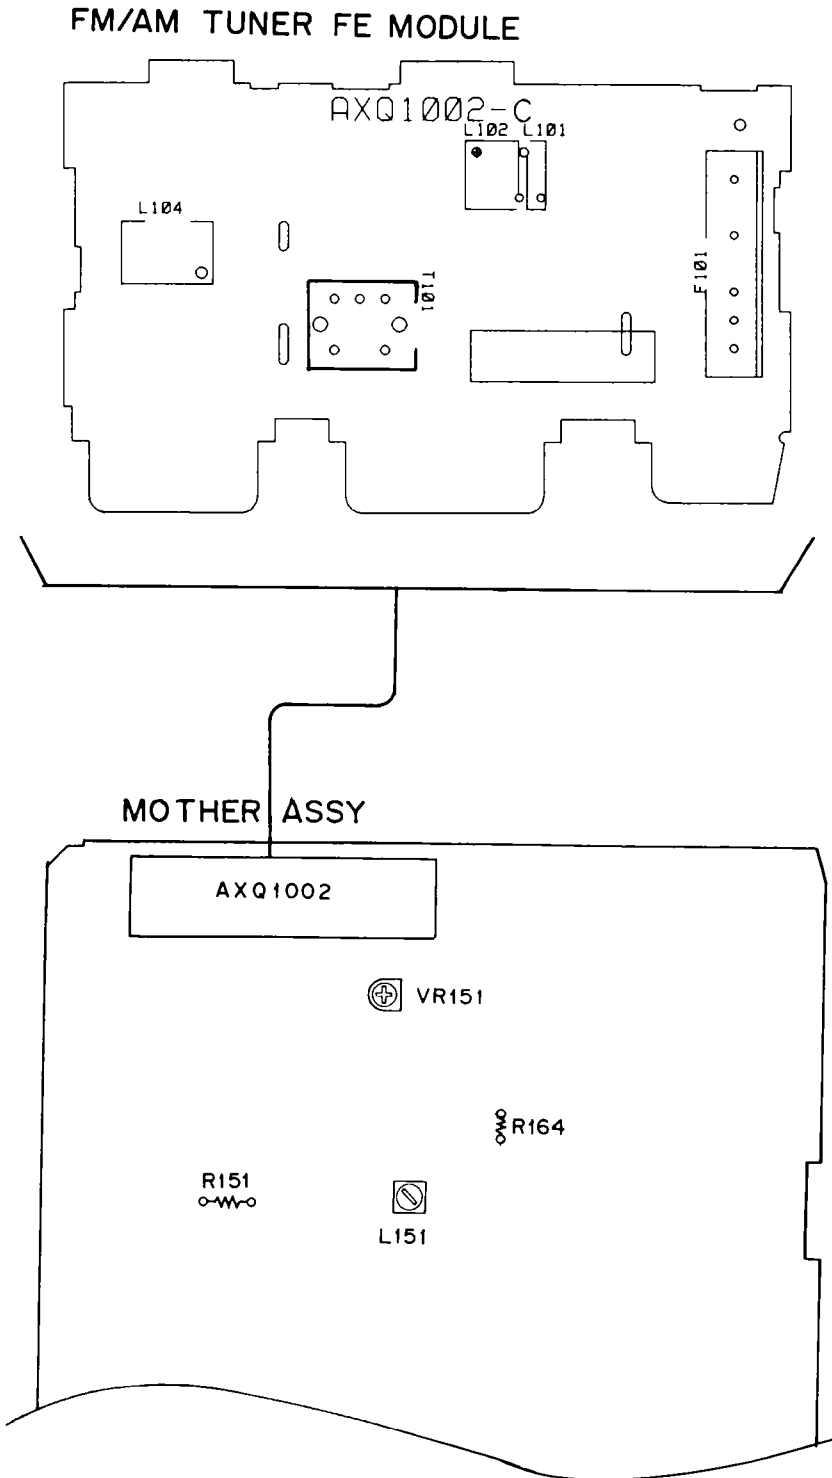 FM/AM TUNER FE MODULE
AXQ1002-C
L102 L101
L104
T101
F101
MOTHER ASSY
AXQ1002
VR151
R164
R151
L151